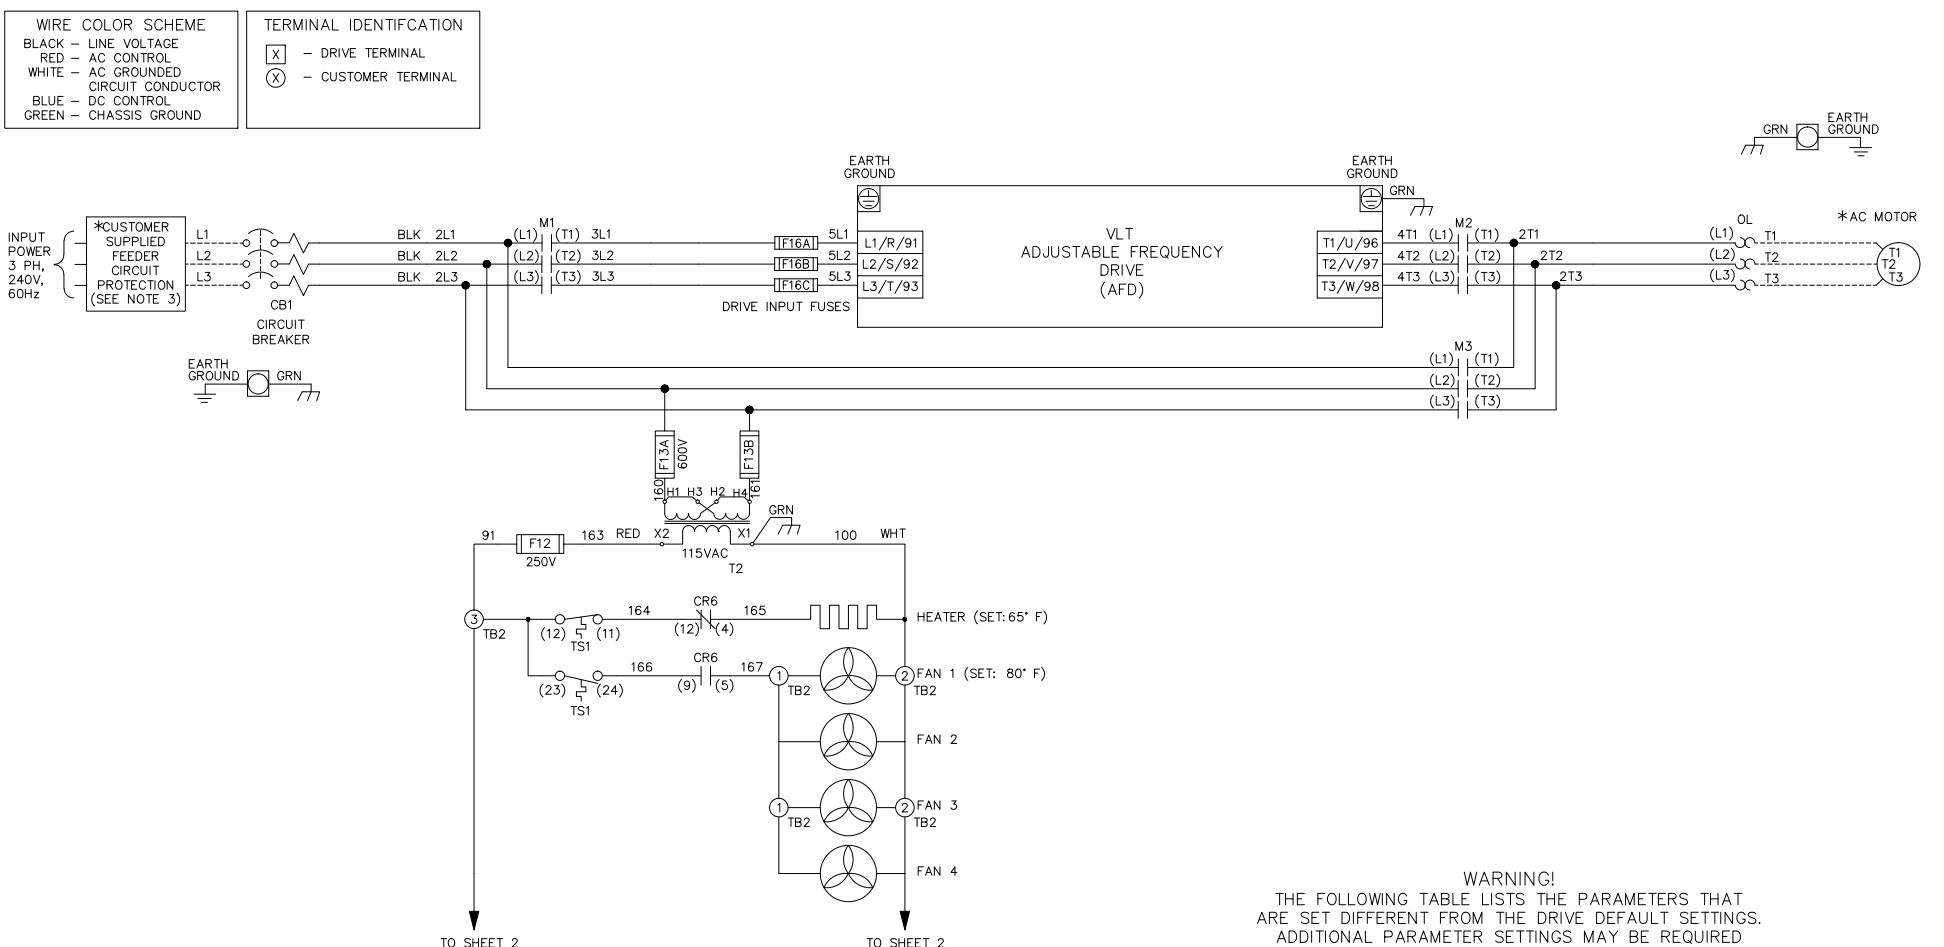 WIRE COLOR SCHEME
BLACK – LINE VOLTAGE
RED – AC CONTROL
WHITE – AC GROUNDED
CIRCUIT CONDUCTOR
BLUE – DC CONTROL
GREEN – CHASSIS GROUND
TERMINAL IDENTIFCATION
X – DRIVE TERMINAL
X – CUSTOMER TERMINAL
GRN
EARTH
GROUND
INPUT
POWER
3 PH,
240V,
60Hz
*CUSTOMER
SUPPLIED
FEEDER
CIRCUIT
PROTECTION
(SEE NOTE 3)
L1
L2
L3
CB1
CIRCUIT
BREAKER
EARTH
GROUND
GRN
BLK 2L1
BLK 2L2
BLK 2L3
M1
(L1) (T1) 3L1
(L2) (T2) 3L2
(L3) (T3) 3L3
F16A 5L1
F16B 5L2
F16C 5L3
DRIVE INPUT FUSES
EARTH
GROUND
L1/R/91
L2/S/92
L3/T/93
VLT
ADJUSTABLE FREQUENCY
DRIVE
(AFD)
EARTH
GROUND
GRN
T1/U/96
T2/V/97
T3/W/98
M2
4T1 (L1) (T1) 2T1
4T2 (L2) (T2) 2T2
4T3 (L3) (T3) 2T3
OL
(L1) T1
(L2) T2
(L3) T3
*AC MOTOR
T1
T2
T3
M3
(L1) (T1)
(L2) (T2)
(L3) (T3)
F13A
600V
F13B
160
161
H1 H3 H2 H4
GRN
91
F12
250V
163 RED X2
X1
100 WHT
115VAC
T2
3
TB2
(12) (11)
TS1
164
CR6
(12) (4)
165
HEATER (SET:65° F)
(23) (24)
TS1
166
CR6
(9) (5)
167
1
TB2
2
TB2
FAN 1 (SET: 80° F)
FAN 2
1
TB2
2
TB2
FAN 3
FAN 4
TO SHEET 2
TO SHEET 2
WARNING!
THE FOLLOWING TABLE LISTS THE PARAMETERS THAT
ARE SET DIFFERENT FROM THE DRIVE DEFAULT SETTINGS.
ADDITIONAL PARAMETER SETTINGS MAY BE REQUIRED